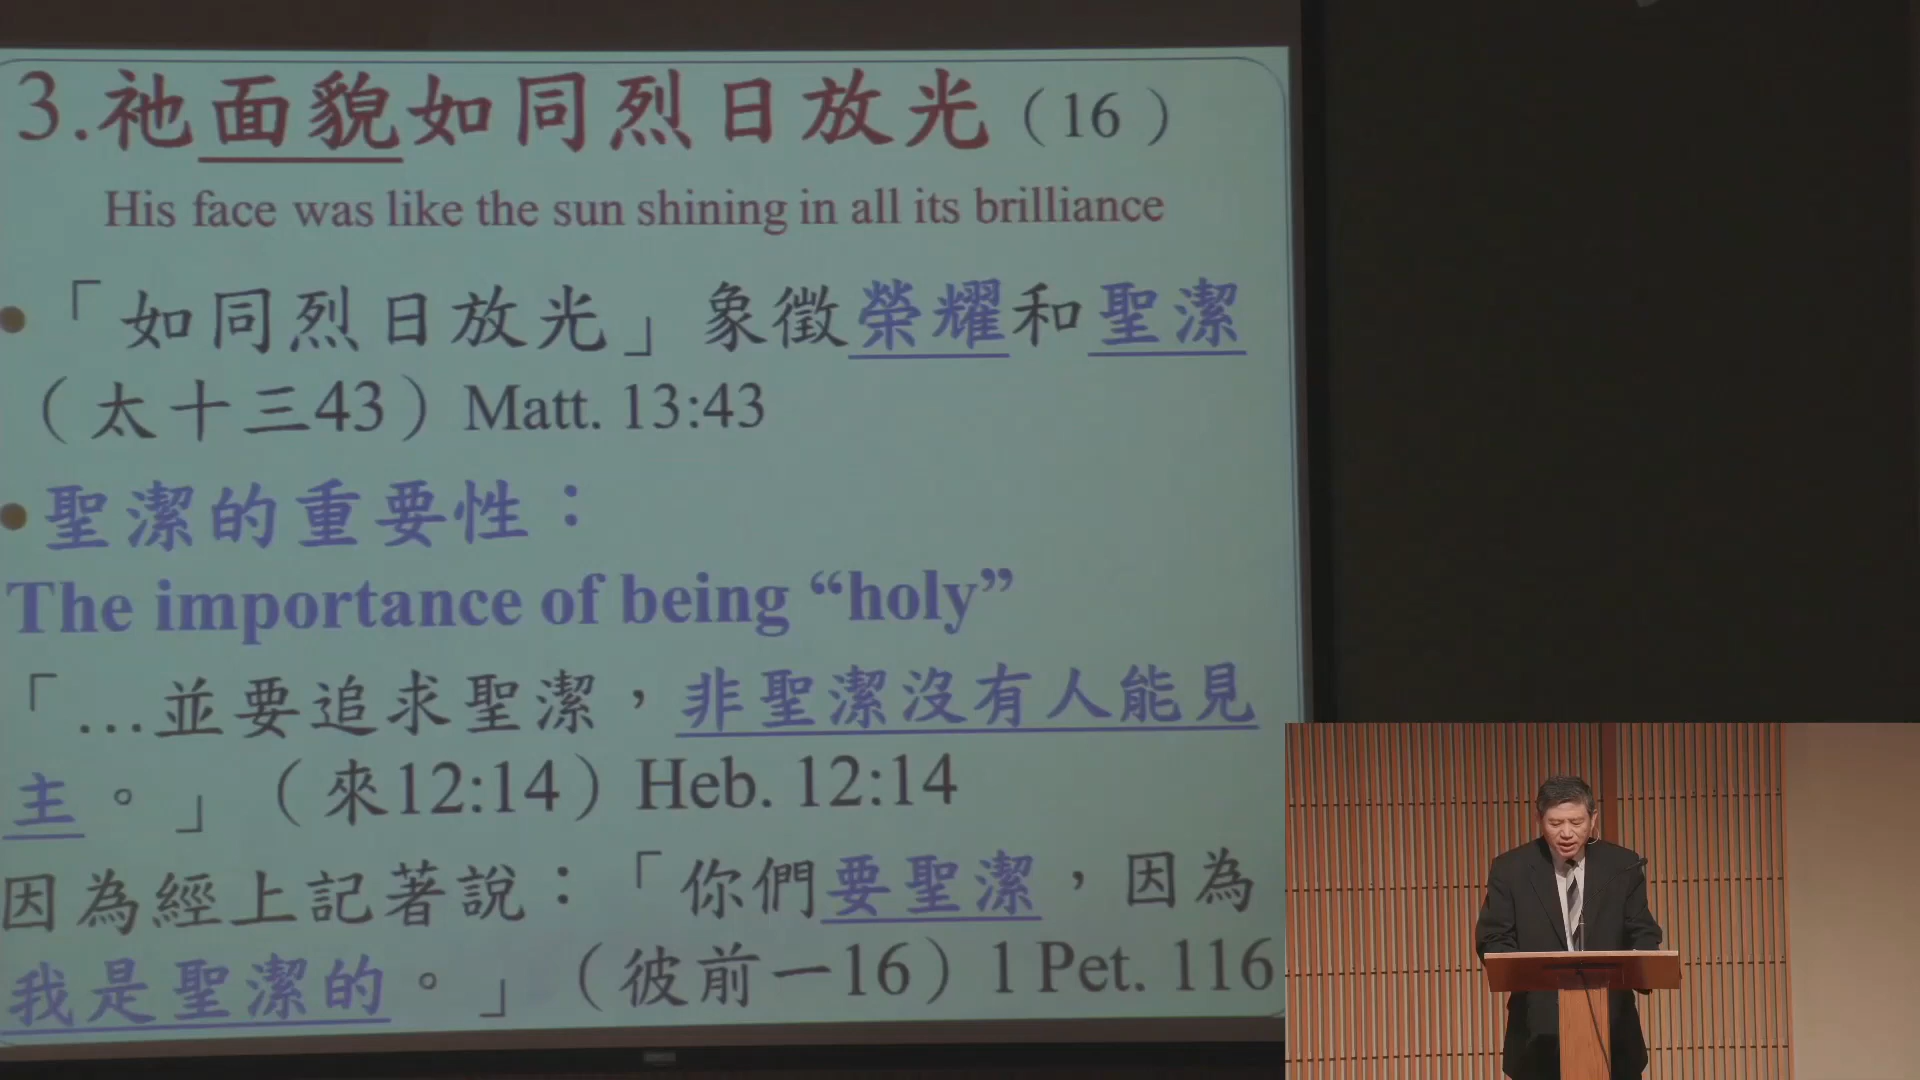 3.祂面貌如同烈日放光（16）
His face was like the sun shining in all its brilliance
「如同烈日放光」象徵榮耀和聖潔
（太十三43）Matt. 13:43
聖潔的重要性：
The importance of being “holy”
「…並要追求聖潔，非聖潔沒有人能見
主。」（來12:14）Heb. 12:14
因為經上記著說：「你們要聖潔，因為
我是聖潔的。」（彼前一16）1 Pet. 116